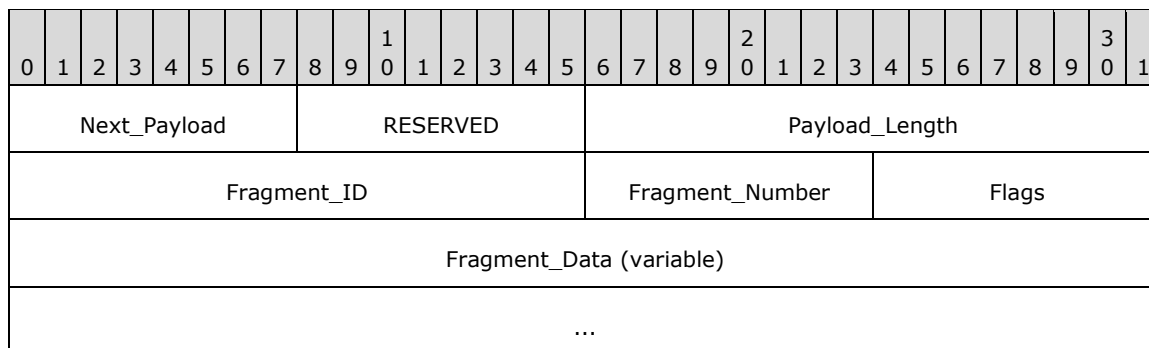 1 2 3
0 1 2 3 4 5 6 7 8 9 0 1 2 3 4 5 6 7 8 9 0 1 2 3 4 5 6 7 8 9 0 1
Next_Payload RESERVED Payload_Length
Fragment_ID Fragment_Number Flags
Fragment_Data (variable)
...